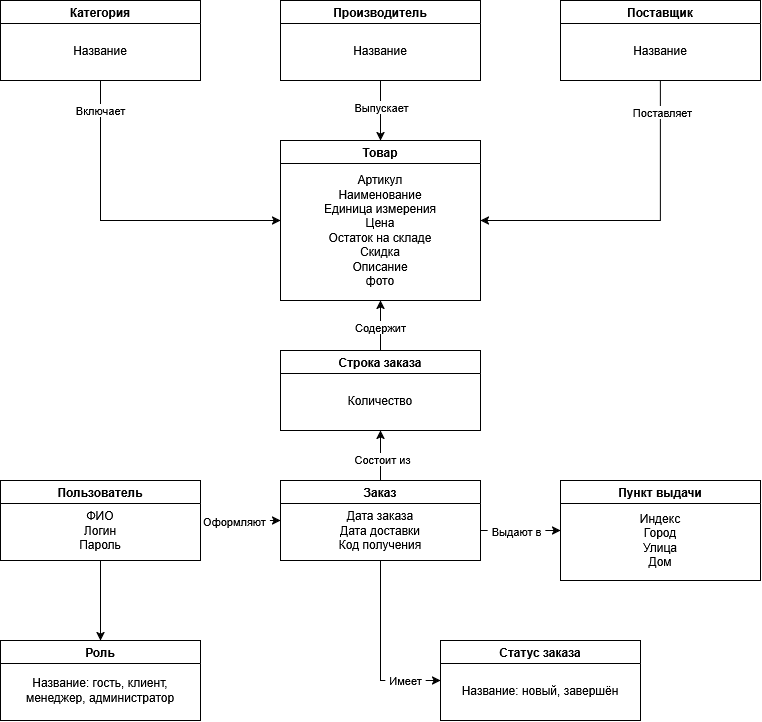 Категория
Производитель
Поставщик
Название
Название
Название
Включает
Выпускает
Поставляет
Товар
Артикул
Наименование
Единица измерения
Цена
Остаток на складе
Скидка
Описание
фото
Содержит
Строка заказа
Количество
Состоит из
Пользователь
ФИО
Логин
Пароль
Оформляют
Заказ
Дата заказа
Дата доставки
Код получения
Выдают в
Пункт выдачи
Индекс
Город
Улица
Дом
Роль
Название: гость, клиент,
менеджер, администратор
Имеет
Статус заказа
Название: новый, завершён